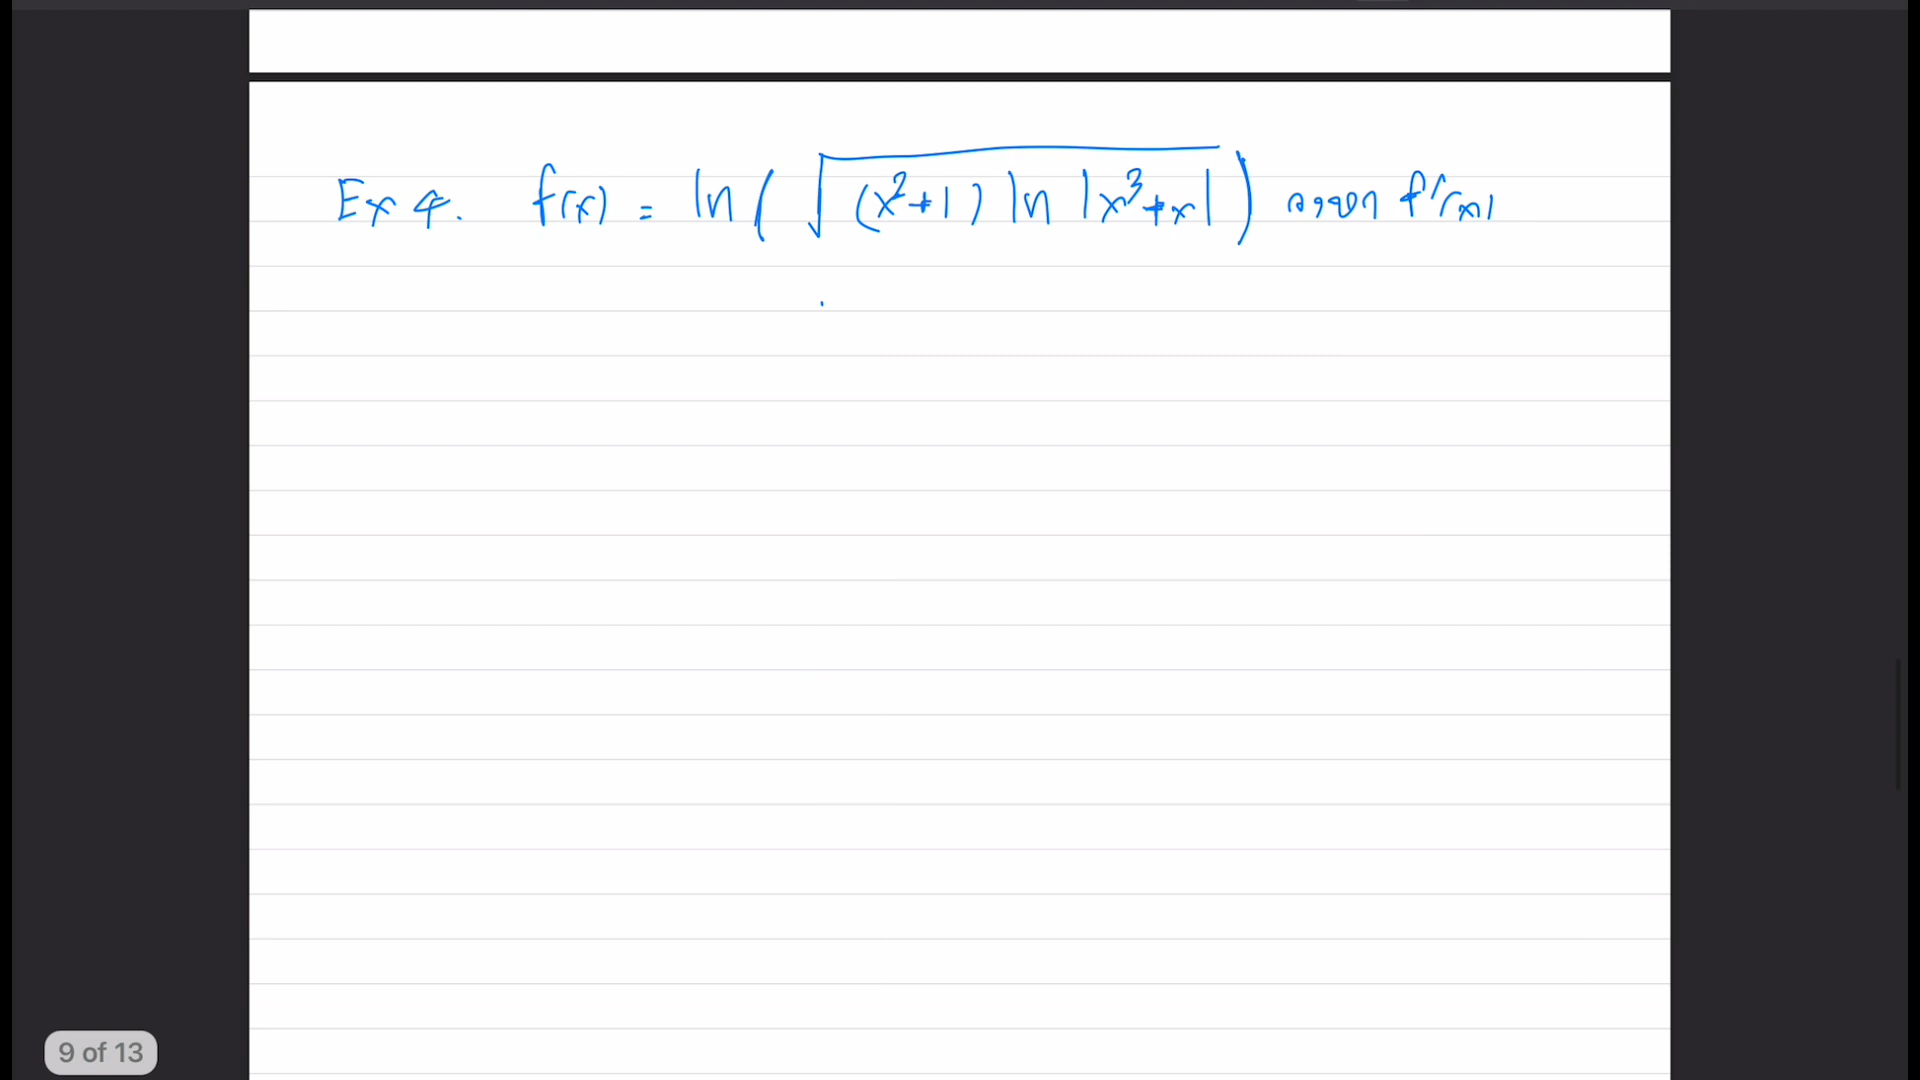 Ex 4. f(x) = ln( √((x²+1) ln |x³+x|) ) จงหา f'(x)
9 of 13